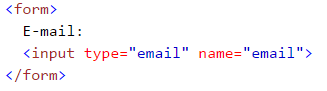 <form>
  E-mail:
  <input type="email" name="email">
</form>